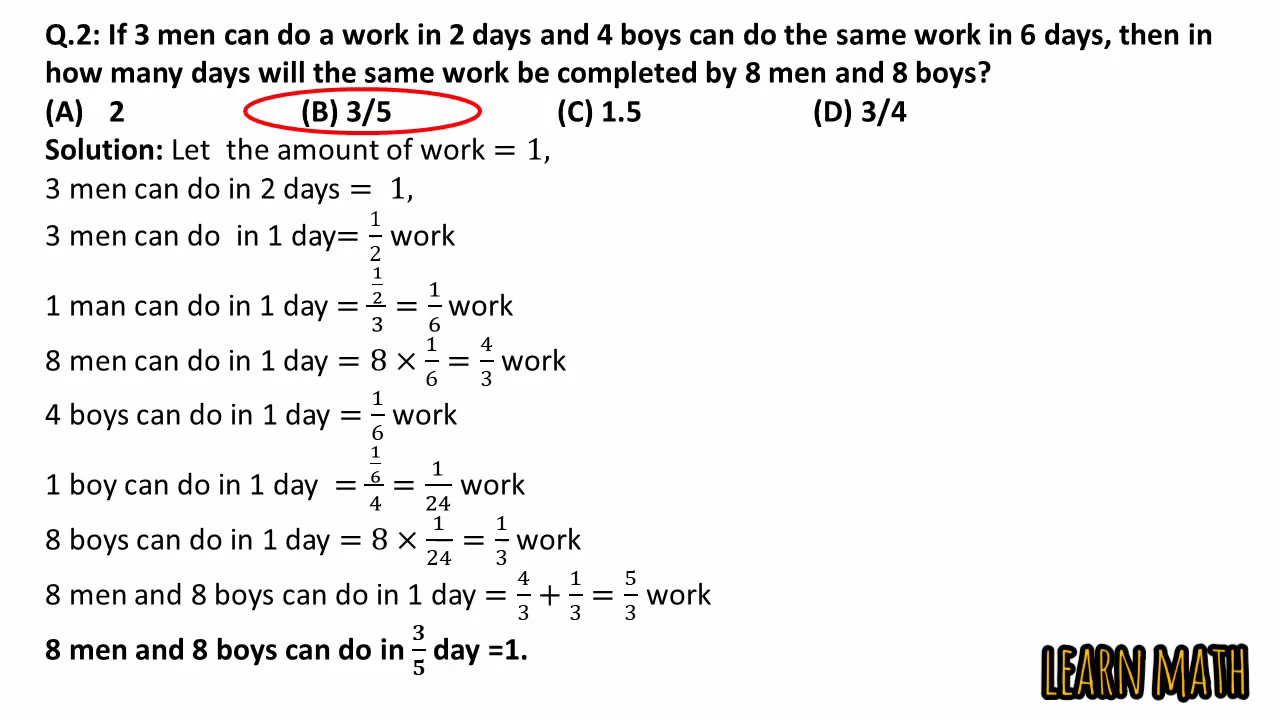 Q.2: If 3 men can do a work in 2 days and 4 boys can do the same work in 6 days, then in
how many days will the same work be completed by 8 men and 8 boys?
(A) 2 (B) 3/5 (C) 1.5 (D) 3/4
Solution: Let the amount of work = 1,
3 men can do in 2 days = 1,
3 men can do in 1 day= 1/2 work
1 man can do in 1 day = (1/2)/3 = 1/6 work
8 men can do in 1 day = 8 × 1/6 = 4/3 work
4 boys can do in 1 day = 1/6 work
1 boy can do in 1 day = (1/6)/4 = 1/24 work
8 boys can do in 1 day = 8 × 1/24 = 1/3 work
8 men and 8 boys can do in 1 day = 4/3 + 1/3 = 5/3 work
8 men and 8 boys can do in 3/5 day =1.
LEARN MATH